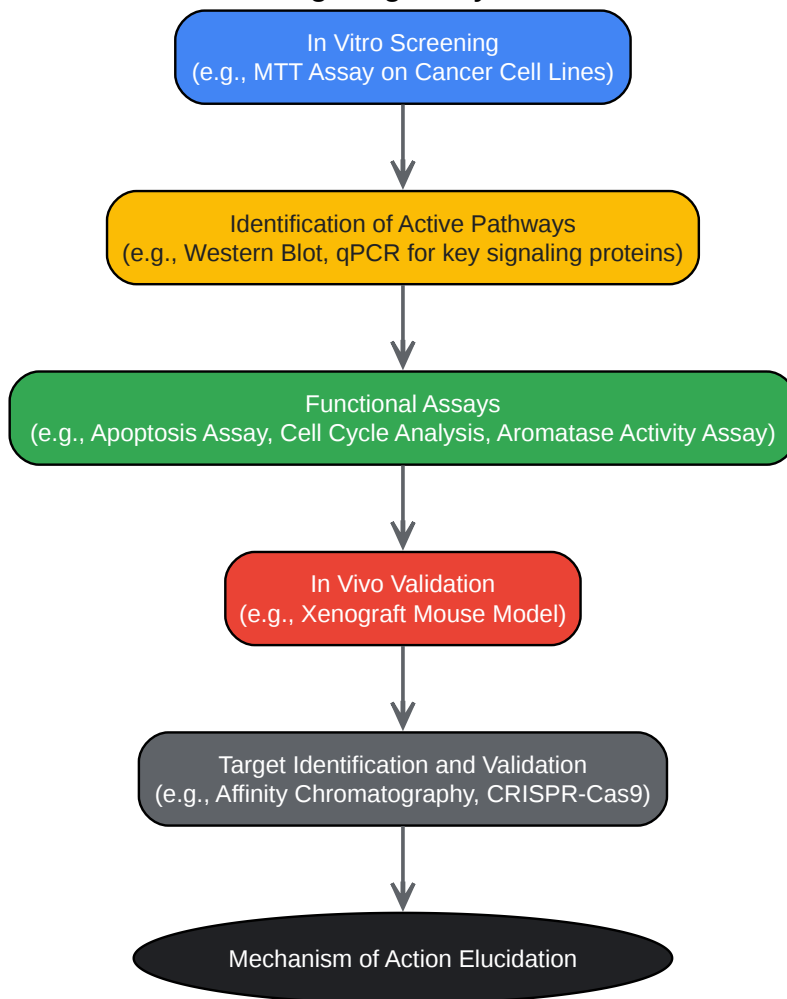 In Vitro Screening
(e.g., MTT Assay on Cancer Cell Lines)
Identification of Active Pathways
(e.g., Western Blot, qPCR for key signaling proteins)
Functional Assays
(e.g., Apoptosis Assay, Cell Cycle Analysis, Aromatase Activity Assay)
In Vivo Validation
(e.g., Xenograft Mouse Model)
Target Identification and Validation
(e.g., Affinity Chromatography, CRISPR-Cas9)
Mechanism of Action Elucidation